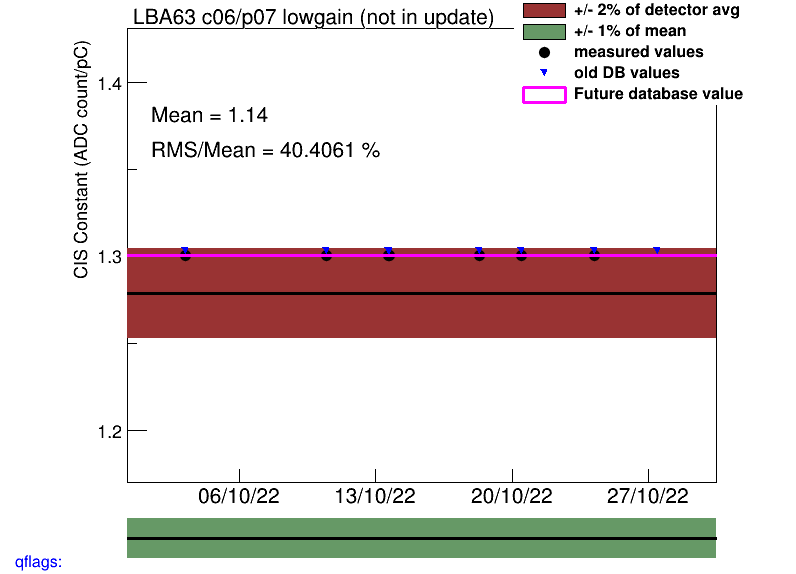 LBA63 c06/p07 lowgain (not in update)
+/- 2% of detector avg
+/- 1% of mean
measured values
old DB values
Future database value
CIS Constant (ADC count/pC)
1.4
Mean = 1.14
RMS/Mean = 40.4061 %
1.3
1.2
06/10/22 13/10/22 20/10/22 27/10/22
qflags: